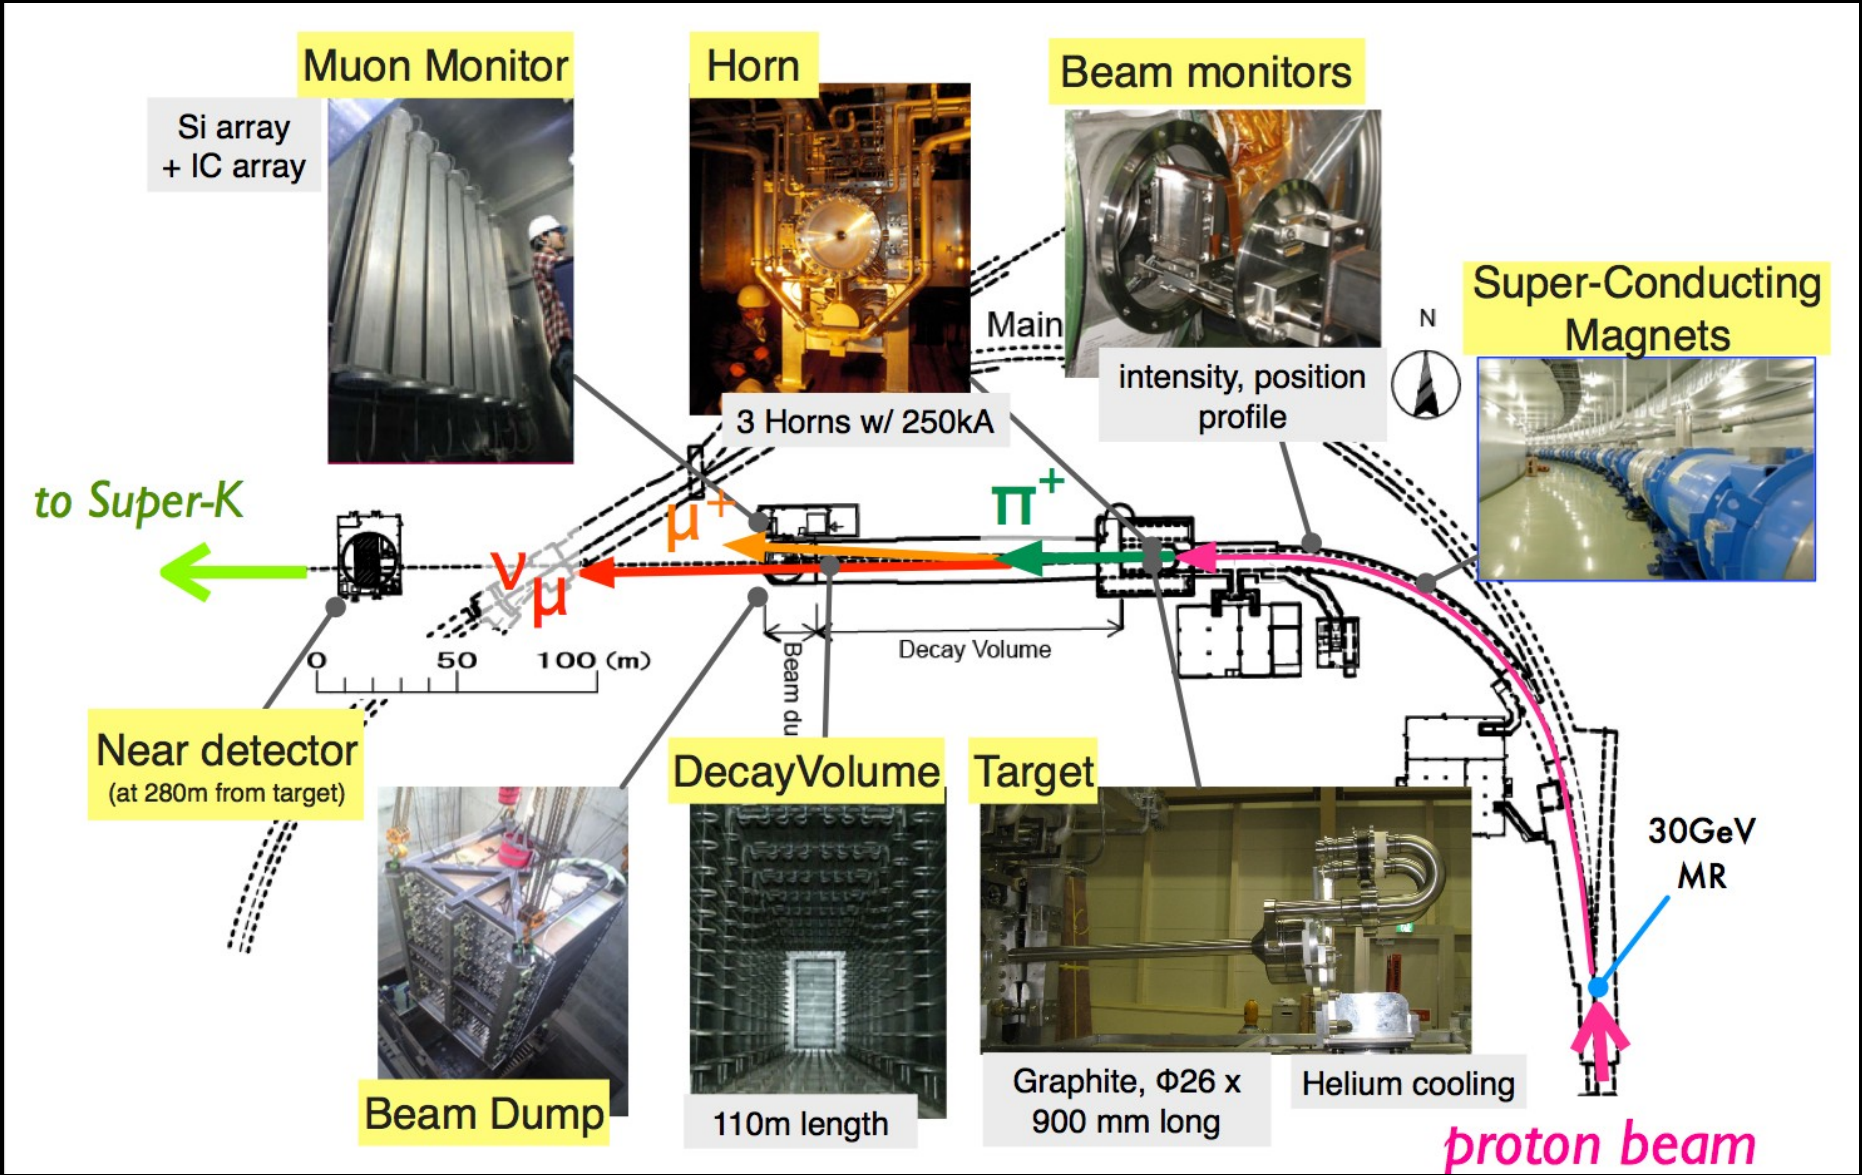 Muon Monitor
Si array
+ IC array
Horn
3 Horns w/ 250kA
Beam monitors
intensity, position
profile
Super-Conducting
Magnets
N
Main
to Super-K
νμ
μ+
π+
0 50 100 (m)
Beam du
Decay Volume
Near detector
(at 280m from target)
Beam Dump
DecayVolume
110m length
Target
Graphite, Φ26 x
900 mm long
Helium cooling
30GeV
MR
proton beam